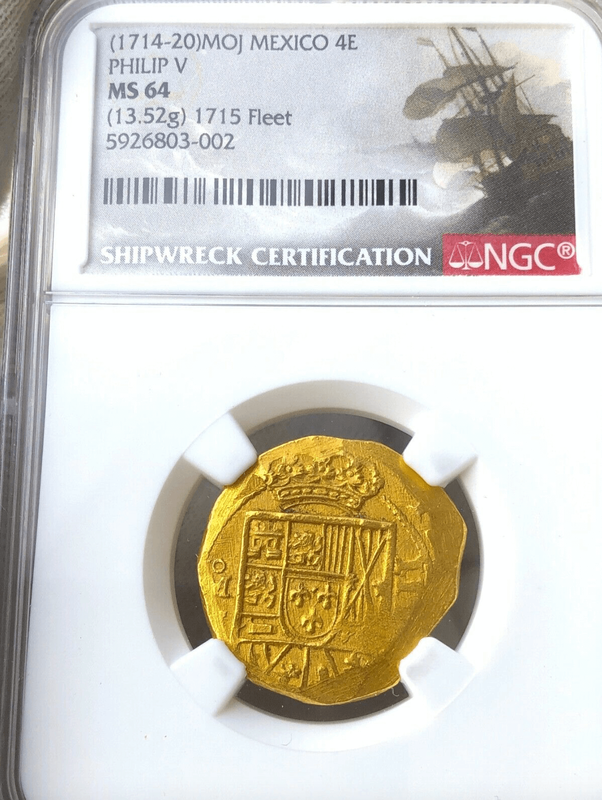 (1714-20)MOJ MEXICO 4E
PHILIP V
MS 64
(13.52g) 1715 Fleet
5926803-002
SHIPWRECK CERTIFICATION NGC®